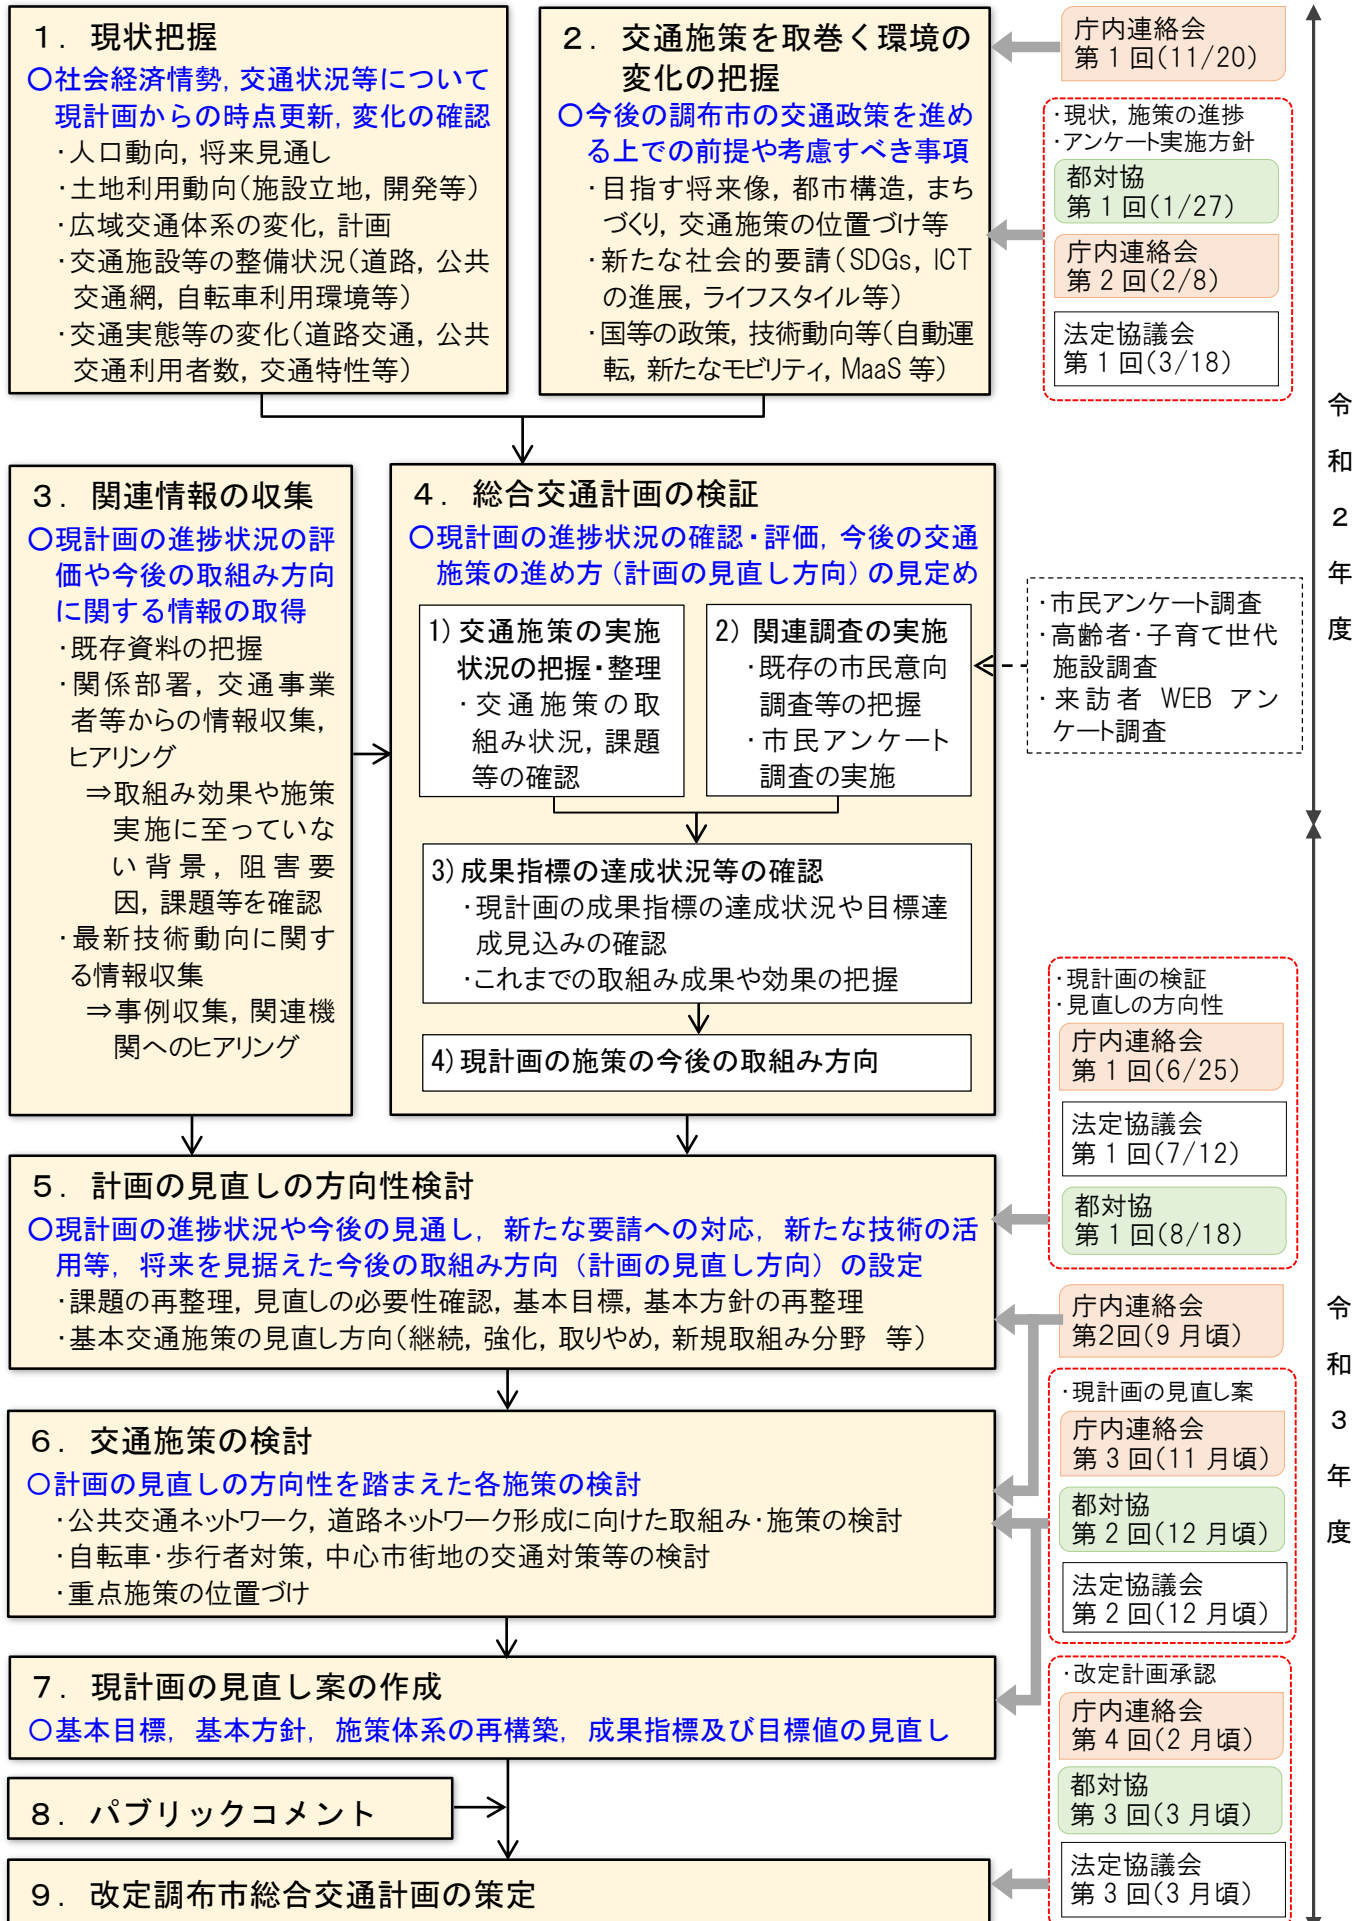 １．現状把握
○社会経済情勢，交通状況等について
現計画からの時点更新，変化の確認
・人口動向，将来見通し
・土地利用動向（施設立地，開発等）
・広域交通体系の変化，計画
・交通施設等の整備状況（道路，公共
交通網，自転車利用環境等）
・交通実態等の変化（道路交通，公共
交通利用者数，交通特性等）
２．交通施策を取巻く環境の
変化の把握
○今後の調布市の交通政策を進め
る上での前提や考慮すべき事項
・目指す将来像，都市構造，まち
づくり，交通施策の位置づけ等
・新たな社会的要請（SDGs，ICT
の進展，ライフスタイル等）
・国等の政策，技術動向等（自動運
転，新たなモビリティ，MaaS 等）
庁内連絡会
第１回(11/20)
・現状，施策の進捗
・アンケート実施方針
都対協
第１回(1/27)
庁内連絡会
第２回(2/8)
法定協議会
第１回(3/18)
令和２年度
３．関連情報の収集
○現計画の進捗状況の評
価や今後の取組み方向
に関する情報の取得
・既存資料の把握
・関係部署，交通事業
者等からの情報収集，
ヒアリング
⇒取組み効果や施策
実施に至っていな
い背景，阻害要
因，課題等を確認
・最新技術動向に関す
る情報収集
⇒事例収集，関連機
関へのヒアリング
４．総合交通計画の検証
○現計画の進捗状況の確認・評価，今後の交通
施策の進め方（計画の見直し方向）の見定め
1）交通施策の実施
状況の把握・整理
・交通施策の取
組み状況，課題
等の確認
2）関連調査の実施
・既存の市民意向
調査等の把握
・市民アンケート
調査の実施
・市民アンケート調査
・高齢者・子育て世代
施設調査
・来訪者 WEB アン
ケート調査
3）成果指標の達成状況等の確認
・現計画の成果指標の達成状況や目標達
成見込みの確認
・これまでの取組み成果や効果の把握
4）現計画の施策の今後の取組み方向
・現計画の検証
・見直しの方向性
庁内連絡会
第１回(6/25)
法定協議会
第１回(7/12)
都対協
第１回(8/18)
５．計画の見直しの方向性検討
○現計画の進捗状況や今後の見通し，新たな要請への対応，新たな技術の活
用等，将来を見据えた今後の取組み方向（計画の見直し方向）の設定
・課題の再整理，見直しの必要性確認，基本目標，基本方針の再整理
・基本交通施策の見直し方向（継続，強化，取りやめ，新規取組み分野　等）
庁内連絡会
第2回(9 月頃)
令和３年度
６．交通施策の検討
○計画の見直しの方向性を踏まえた各施策の検討
・公共交通ネットワーク，道路ネットワーク形成に向けた取組み・施策の検討
・自転車・歩行者対策，中心市街地の交通対策等の検討
・重点施策の位置づけ
・現計画の見直し案
庁内連絡会
第３回(11 月頃)
都対協
第２回(12 月頃)
法定協議会
第２回(12 月頃)
７．現計画の見直し案の作成
○基本目標，基本方針，施策体系の再構築，成果指標及び目標値の見直し
・改定計画承認
庁内連絡会
第４回(2 月頃)
都対協
第３回(3 月頃)
法定協議会
第３回(3 月頃)
８．パブリックコメント
９．改定調布市総合交通計画の策定